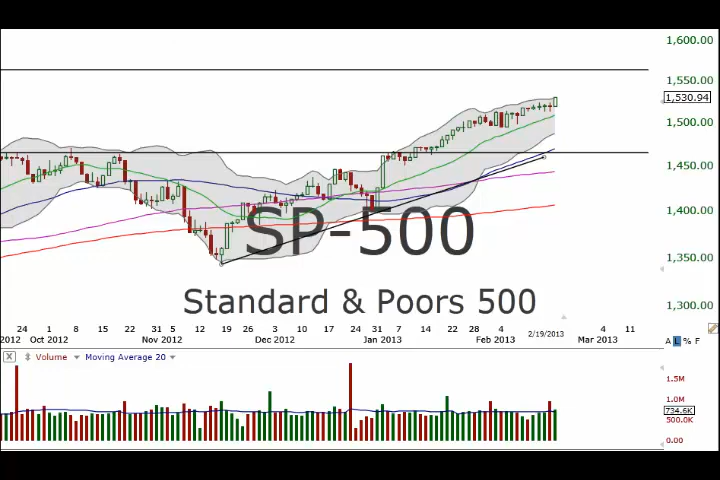 1,600.00
1,550.00
1,530.94
1,500.00
1,450.00
1,400.00
SP-500
1,350.00
Standard & Poors 500
1,300.00
24 1 8 15 22 31 5 12 19 26 3 10 17 24 31 7 14 22 28 4 2/19/2013 4 11
2012 Oct 2012 Nov 2012 Dec 2012 Jan 2013 Feb 2013 Mar 2013 A L % F
X Volume Moving Average 20
1.5M
1.0M
734.6K
500.0K
0.00